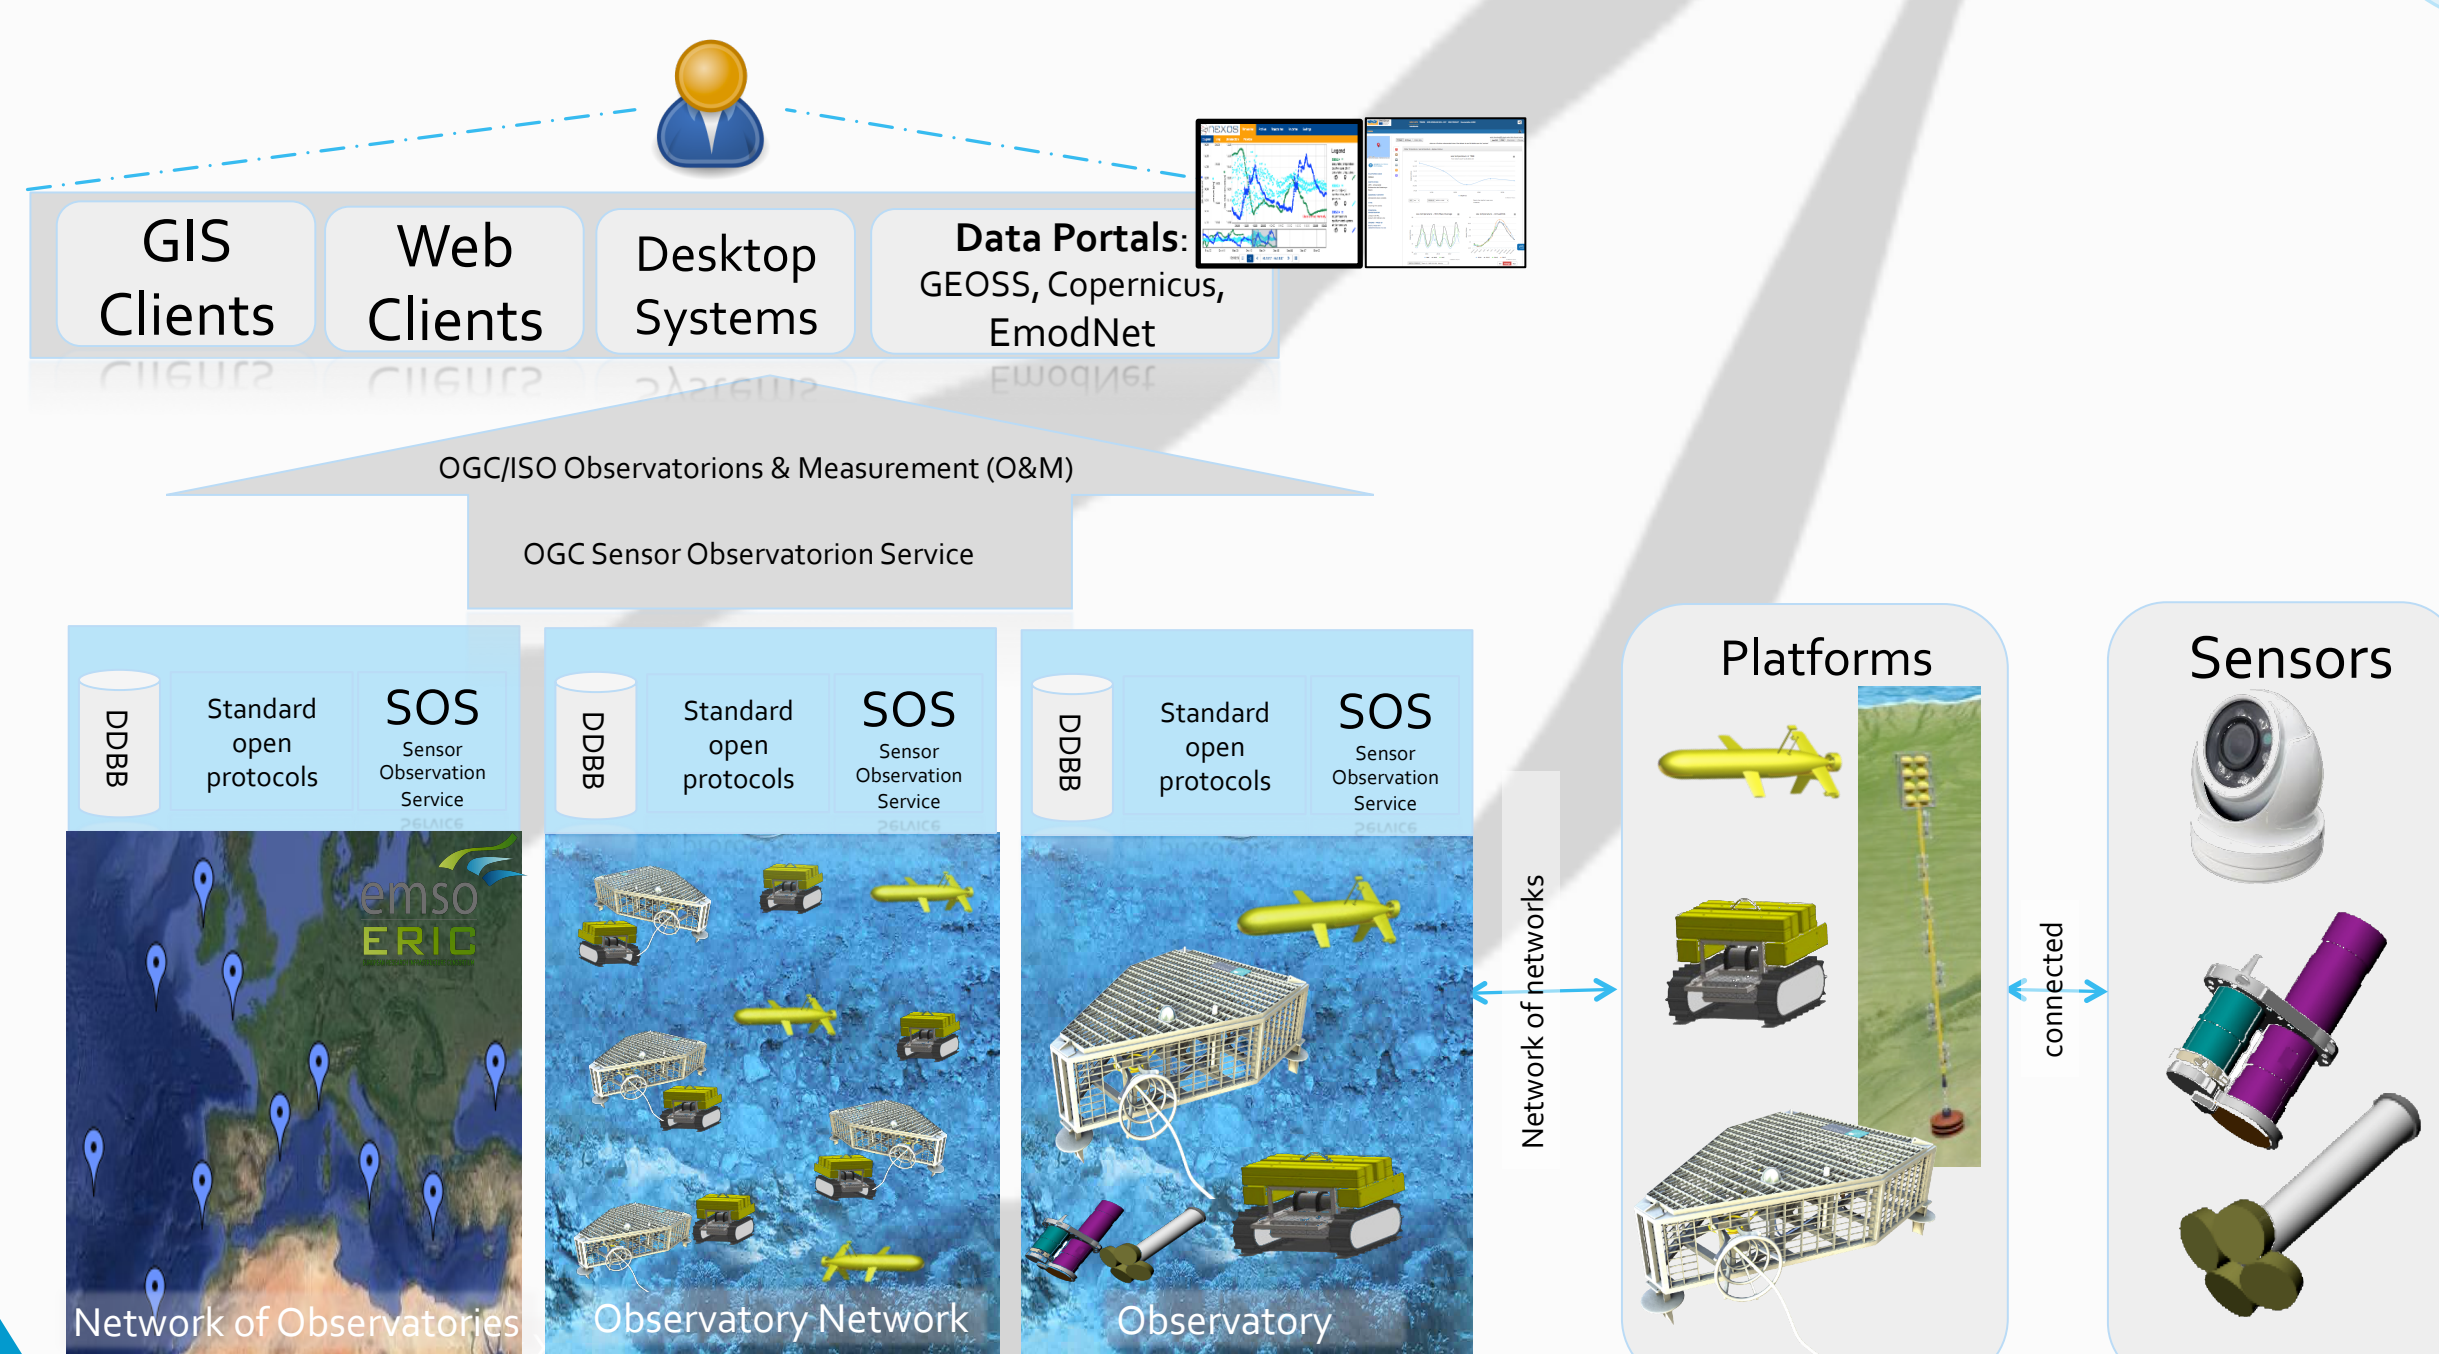 GIS
Clients
Web
Clients
Desktop
Systems
Data Portals:
GEOSS, Copernicus,
EmodNet
NEXOS
Legend
OGC/ISO Observatorions & Measurement (O&M)
OGC Sensor Observatorion Service
DDBB
Standard
open
protocols
SOS
Sensor
Observation
Service
DDBB
Standard
open
protocols
SOS
Sensor
Observation
Service
DDBB
Standard
open
protocols
SOS
Sensor
Observation
Service
emso
ERIC
Network of Observatories
Observatory Network
Observatory
Network of networks
Platforms
connected
Sensors